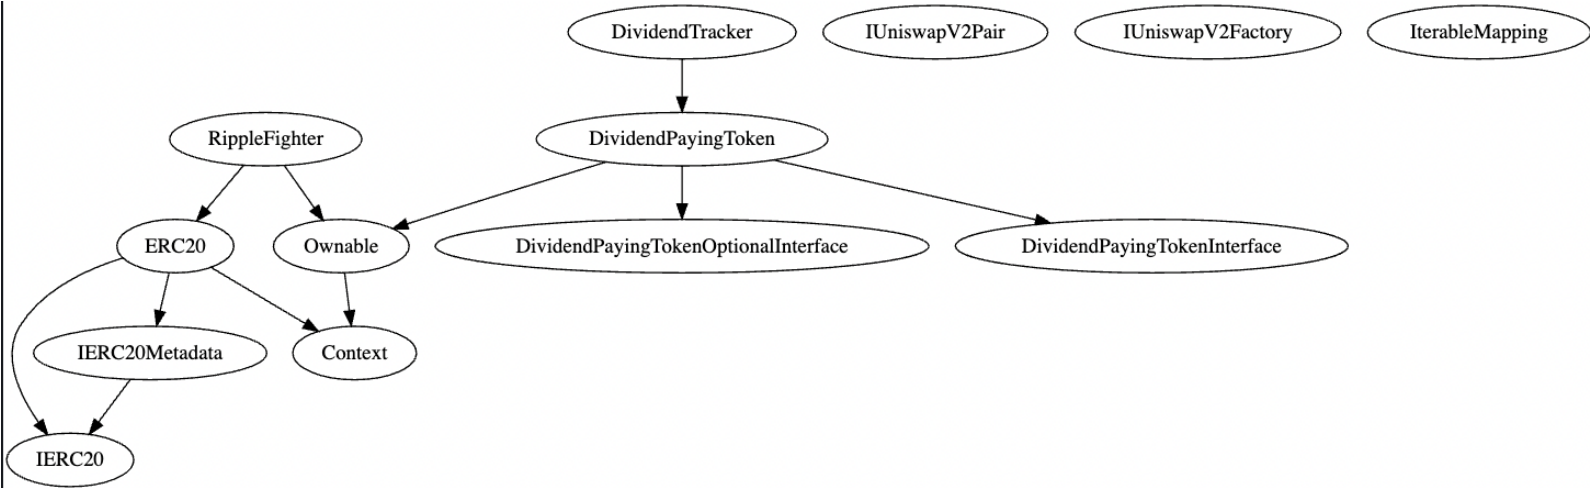 DividendTracker
IUniswapV2Pair
IUniswapV2Factory
IterableMapping
RippleFighter
DividendPayingToken
ERC20
Ownable
DividendPayingTokenOptionalInterface
DividendPayingTokenInterface
IERC20Metadata
Context
IERC20